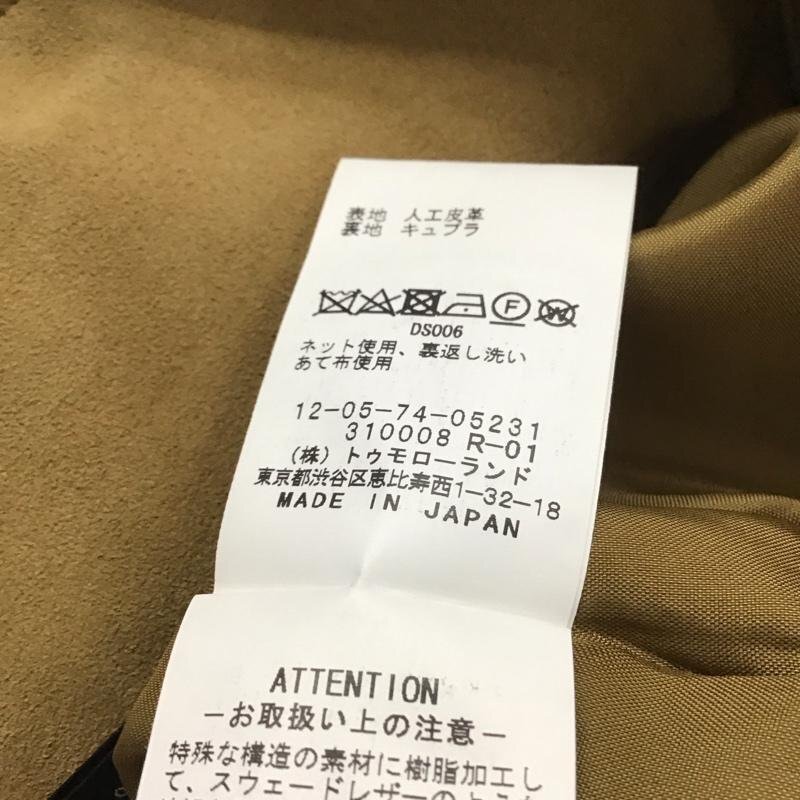 表地 人工皮革
裏地 キュプラ
F W
DS006
ネット使用、裏返し洗い
あて布使用
12-05-74-05231
310008 R-01
(株) トゥモローランド
東京都渋谷区恵比寿西1-32-18
MADE IN JAPAN
ATTENTION
－お取扱い上の注意－
特殊な構造の素材に樹脂加工し
て、スウェードレザーのような